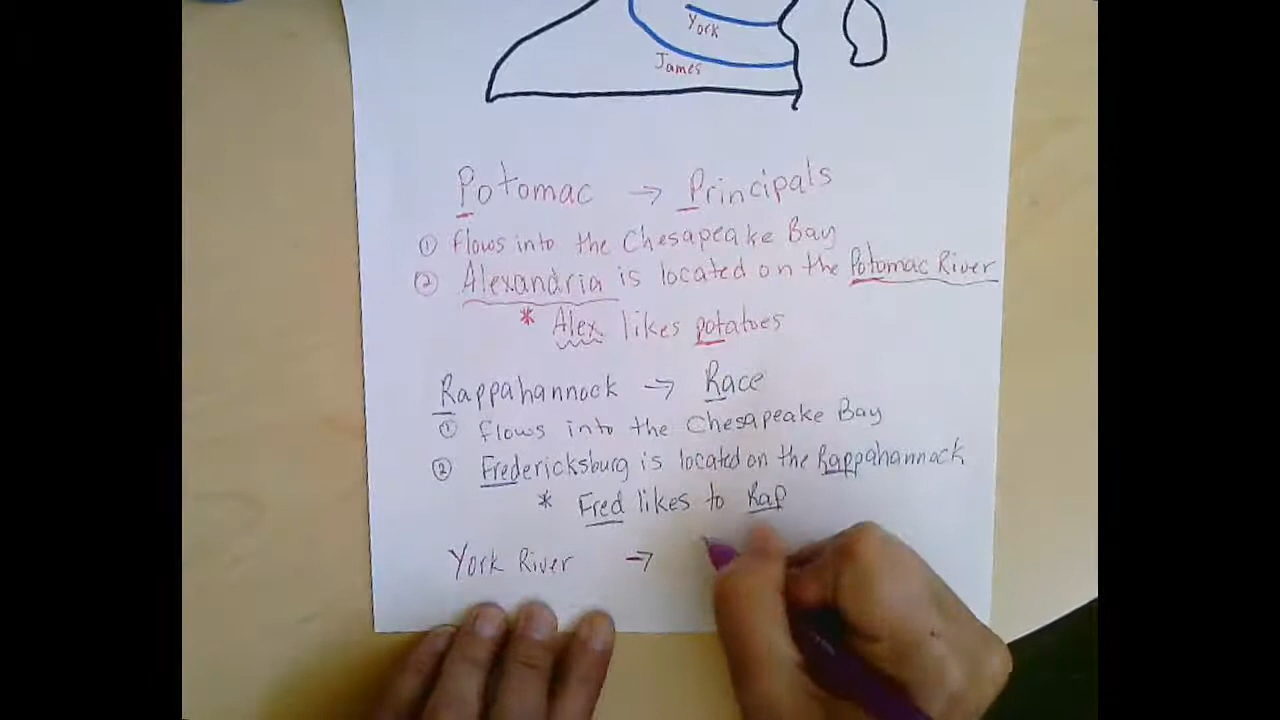 York
James
Potomac → Principals
① flows into the Chesapeake Bay
② Alexandria is located on the Potomac River
* Alex likes potatoes
Rappahannock → Race
① flows into the Chesapeake Bay
② Fredericksburg is located on the Rappahannock
* Fred likes to Rap
York River →